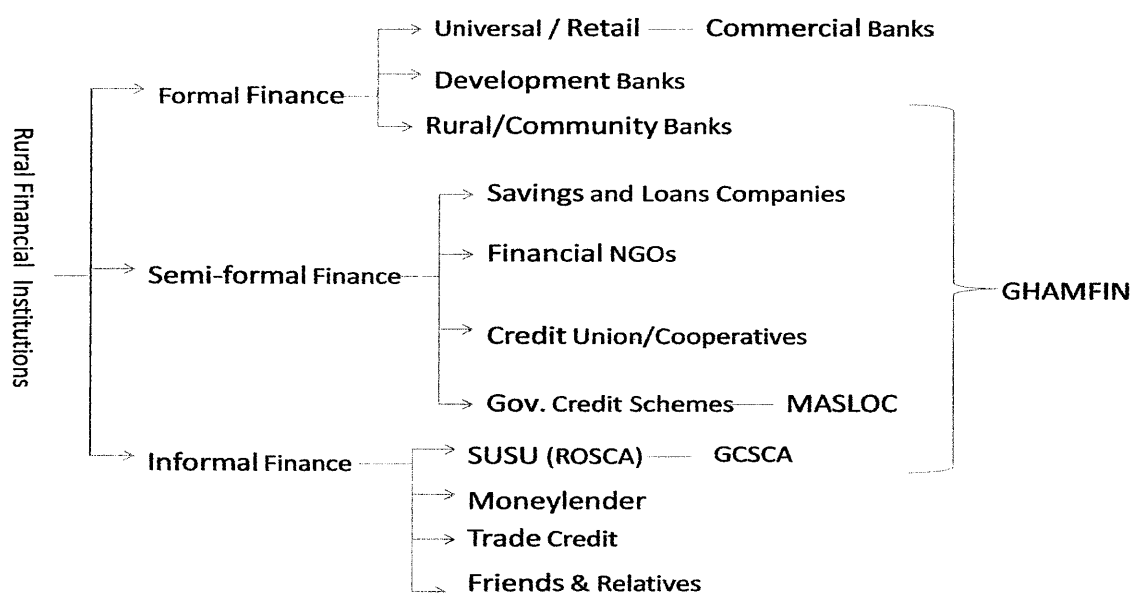 Rural Financial Institutions
Formal Finance
Universal / Retail
Commercial Banks
Development Banks
Rural/Community Banks
Semi-formal Finance
Savings and Loans Companies
Financial NGOs
Credit Union/Cooperatives
Gov. Credit Schemes
MASLOC
Informal Finance
SUSU (ROSCA)
GCSCA
Moneylender
Trade Credit
Friends & Relatives
GHAMFIN